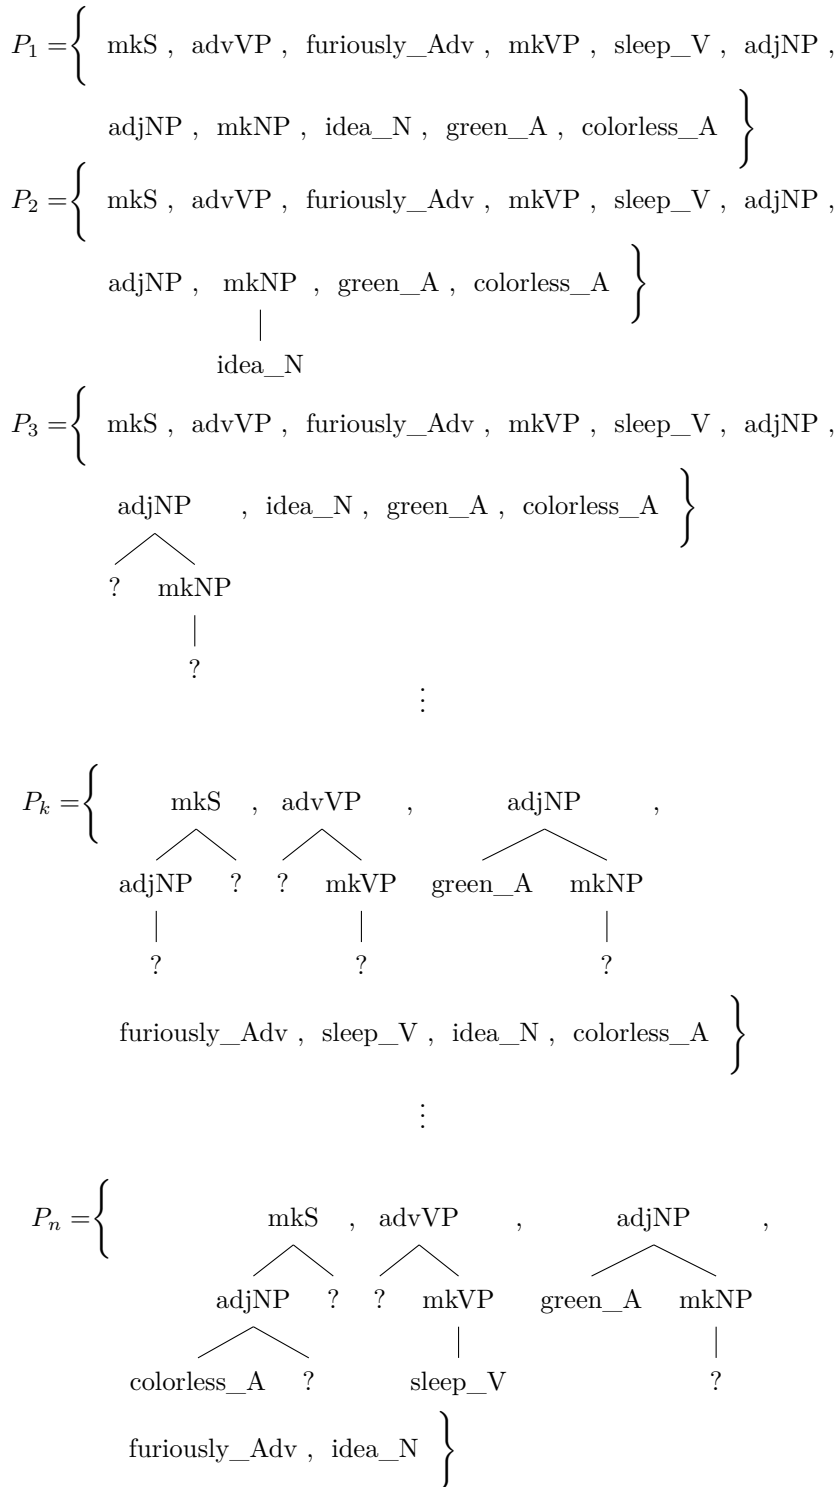 P1 ={ mkS , advVP , furiously_Adv , mkVP , sleep_V , adjNP ,
adjNP , mkNP , idea_N , green_A , colorless_A }
P2 ={ mkS , advVP , furiously_Adv , mkVP , sleep_V , adjNP ,
adjNP , mkNP , green_A , colorless_A }
idea_N
P3 ={ mkS , advVP , furiously_Adv , mkVP , sleep_V , adjNP ,
adjNP , idea_N , green_A , colorless_A }
? mkNP
?
⋮
Pk ={ mkS , advVP , adjNP ,
adjNP ? ? mkVP green_A mkNP
? ? ?
furiously_Adv , sleep_V , idea_N , colorless_A }
⋮
Pn ={ mkS , advVP , adjNP ,
adjNP ? ? mkVP green_A mkNP
colorless_A ? sleep_V ?
furiously_Adv , idea_N }